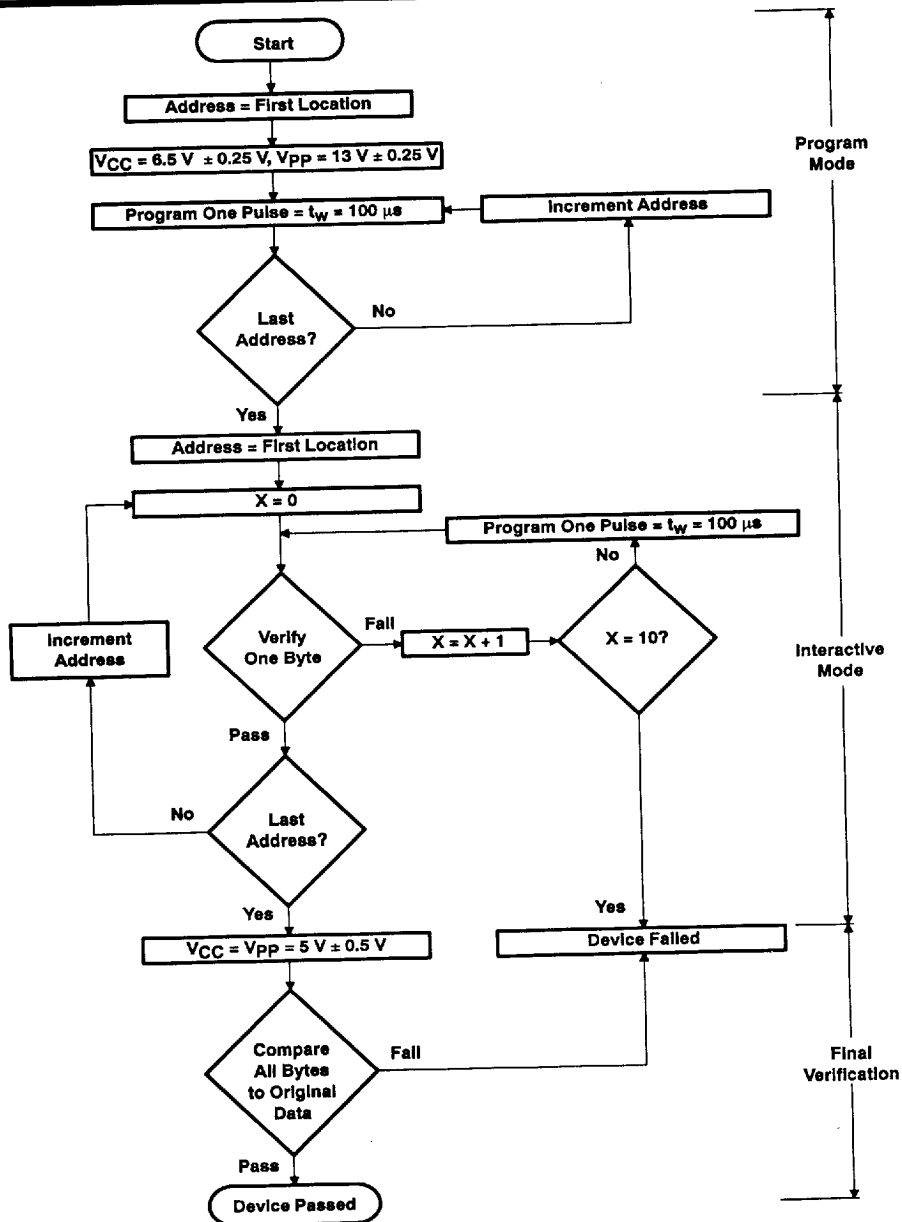 Start
Address = First Location
VCC = 6.5 V ± 0.25 V, VPP = 13 V ± 0.25 V
Program
Mode
Program One Pulse = tw = 100 µs
Increment Address
Last
Address?
No
Yes
Address = First Location
X = 0
Program One Pulse = tw = 100 µs
No
Increment
Address
Verify
One Byte
Fail
X = X + 1
X = 10?
Interactive
Mode
Pass
No
Last
Address?
Yes
Yes
VCC = VPP = 5 V ± 0.5 V
Device Failed
Compare
All Bytes
to Original
Data
Fail
Final
Verification
Pass
Device Passed